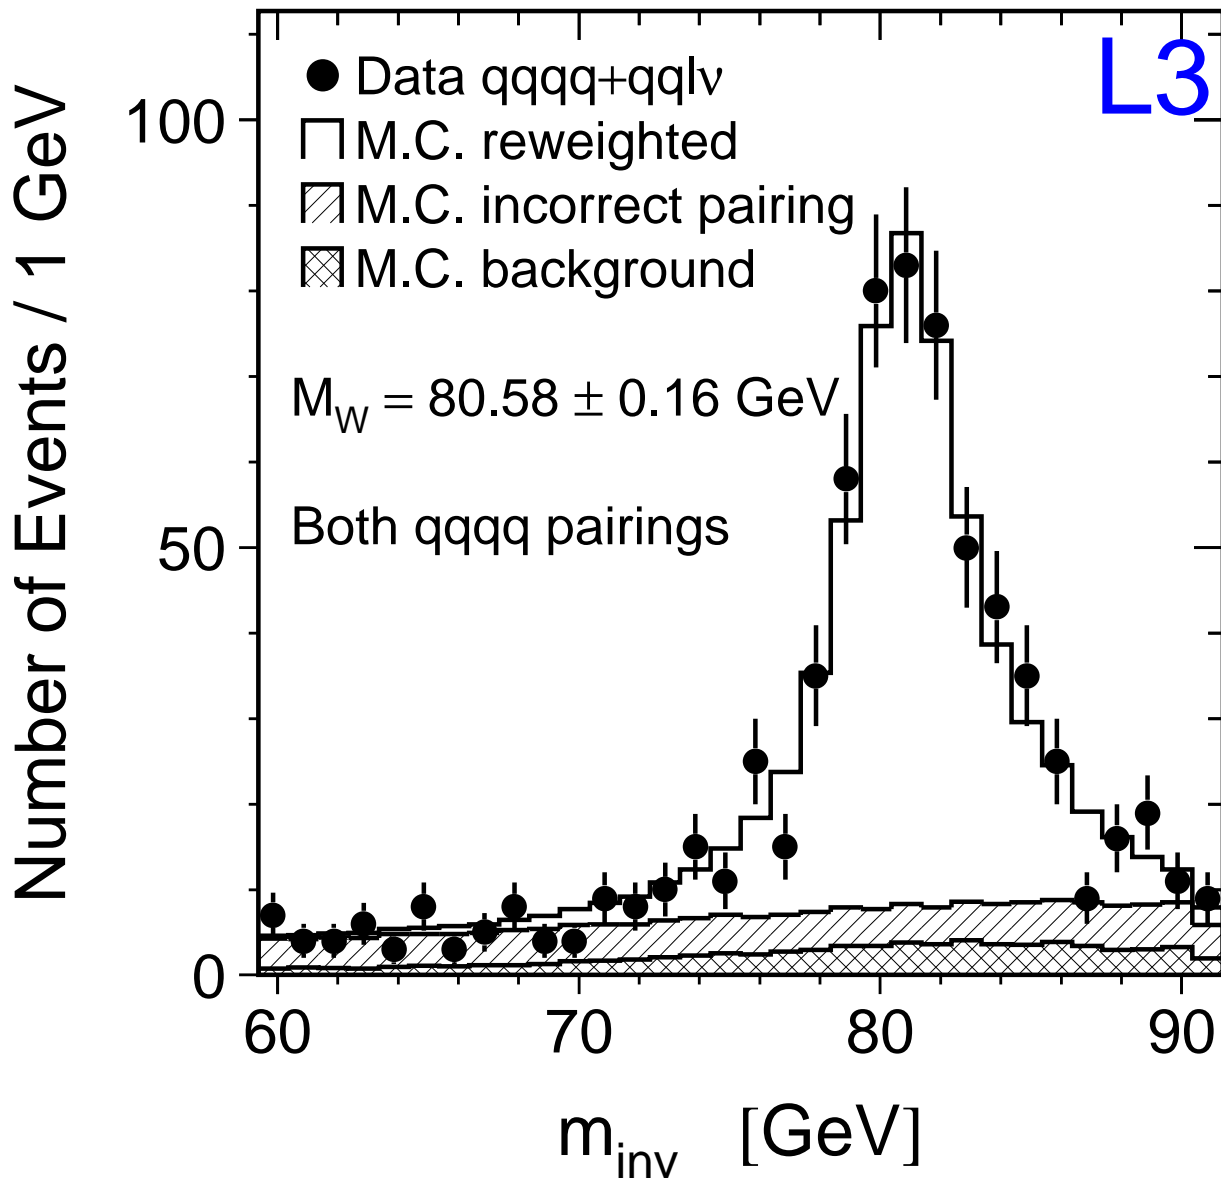 L3
Data qqqq+qqlν
M.C. reweighted
M.C. incorrect pairing
M.C. background
M_W = 80.58 ± 0.16 GeV
Both qqqq pairings
Number of Events / 1 GeV
100
50
0
60 70 80 90
m_inv [GeV]